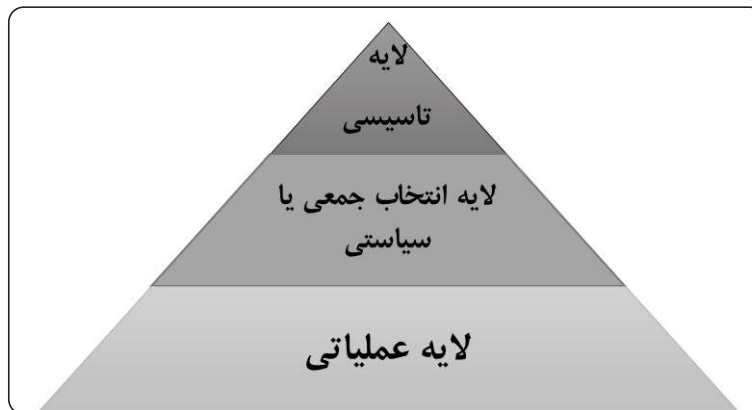 لایه
تاسیسی
لایه انتخاب جمعی یا
سیاستی
لایه عملیاتی